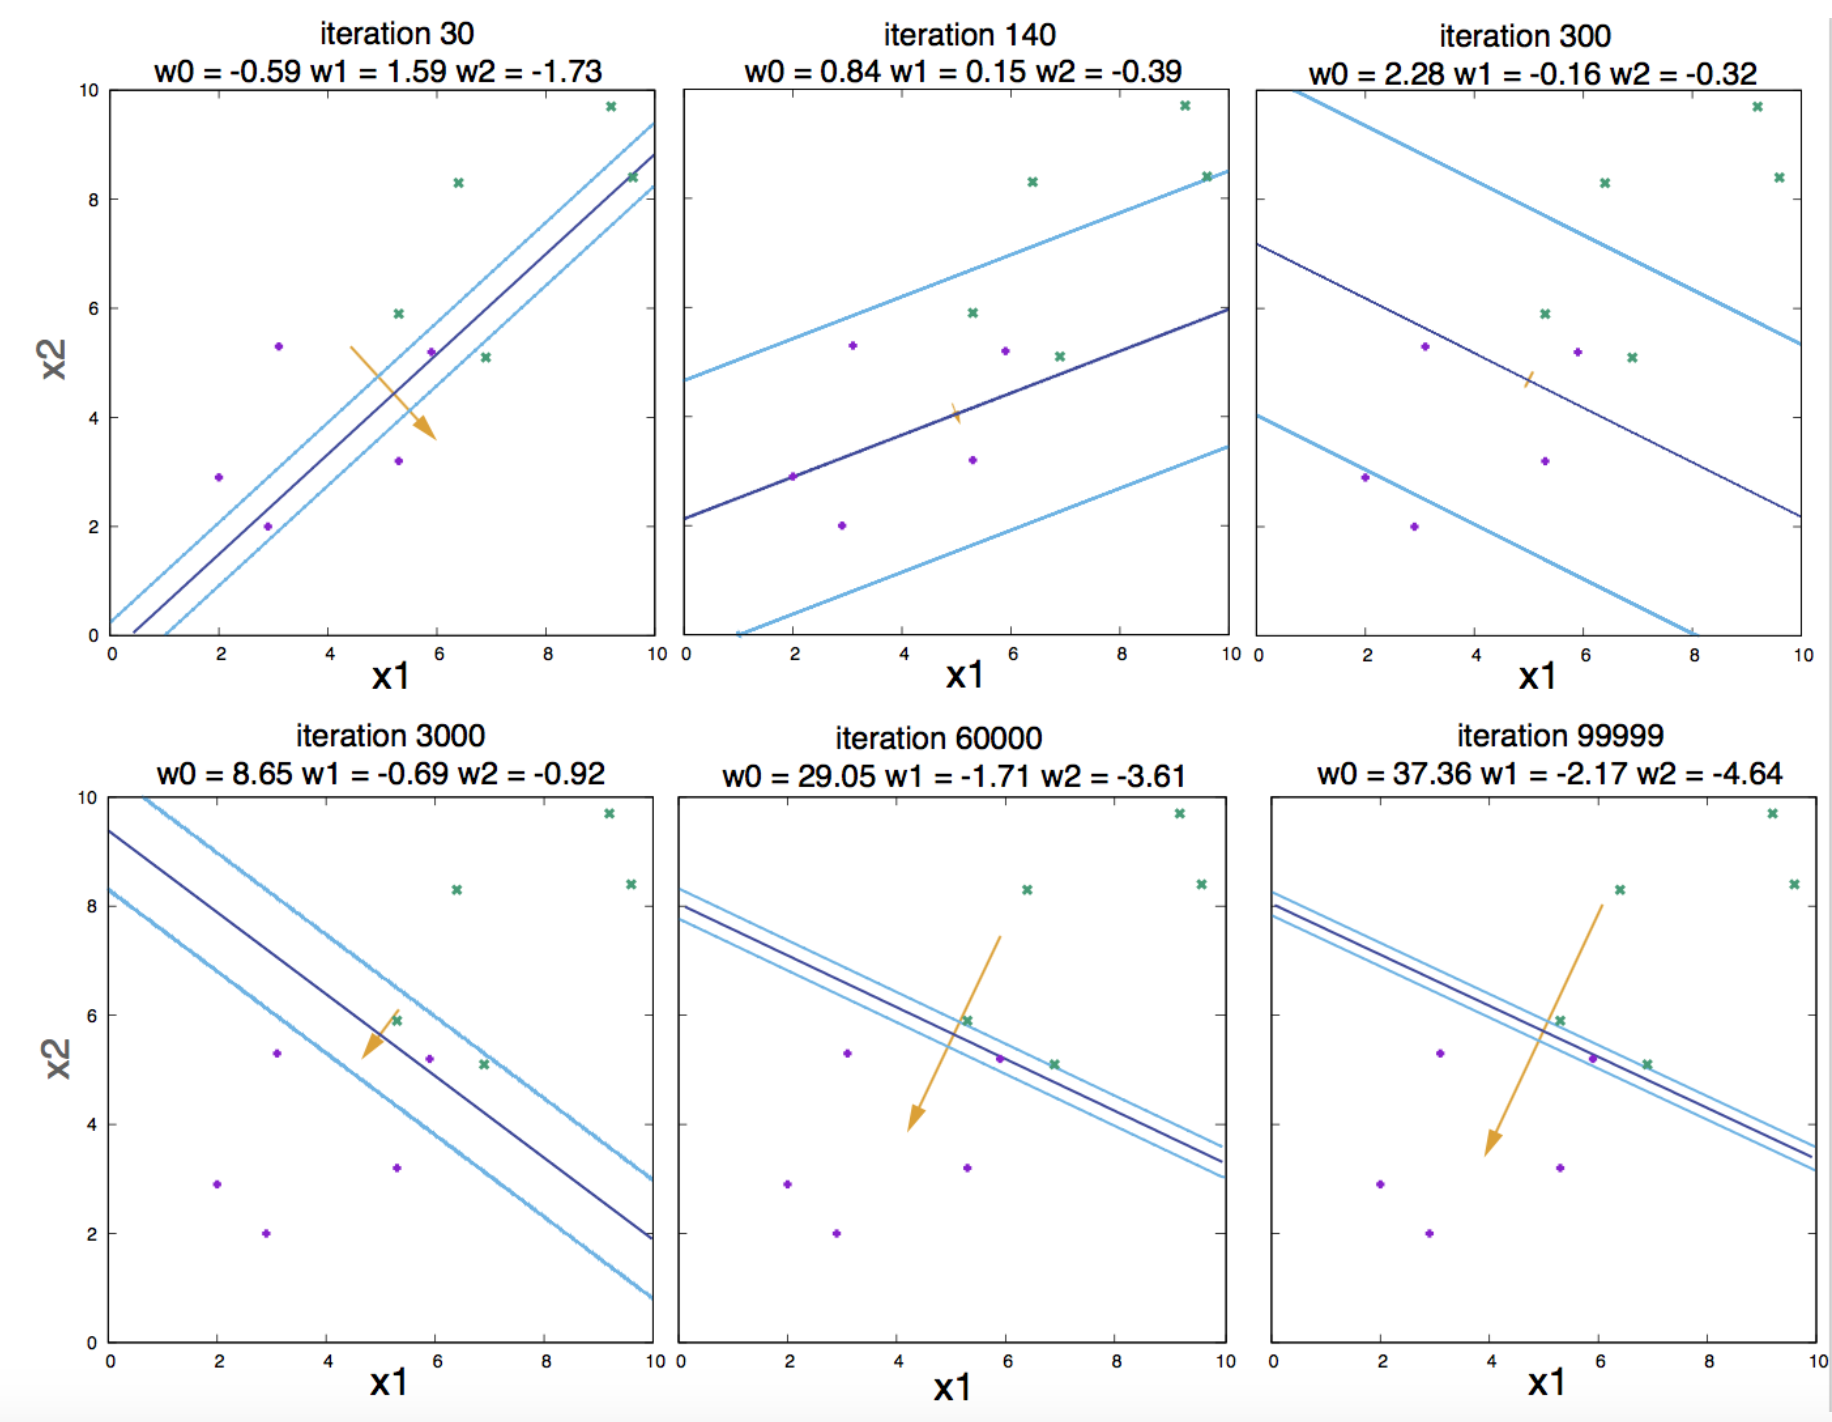 iteration 30
w0 = -0.59 w1 = 1.59 w2 = -1.73
10
8
6
4
2
0
x2
0 2 4 6 8 10
x1
iteration 140
w0 = 0.84 w1 = 0.15 w2 = -0.39
0 2 4 6 8 10
x1
iteration 300
w0 = 2.28 w1 = -0.16 w2 = -0.32
0 2 4 6 8 10
x1
iteration 3000
w0 = 8.65 w1 = -0.69 w2 = -0.92
10
8
6
4
2
0
x2
0 2 4 6 8 10
x1
iteration 60000
w0 = 29.05 w1 = -1.71 w2 = -3.61
0 2 4 6 8 10
x1
iteration 99999
w0 = 37.36 w1 = -2.17 w2 = -4.64
0 2 4 6 8 10
x1